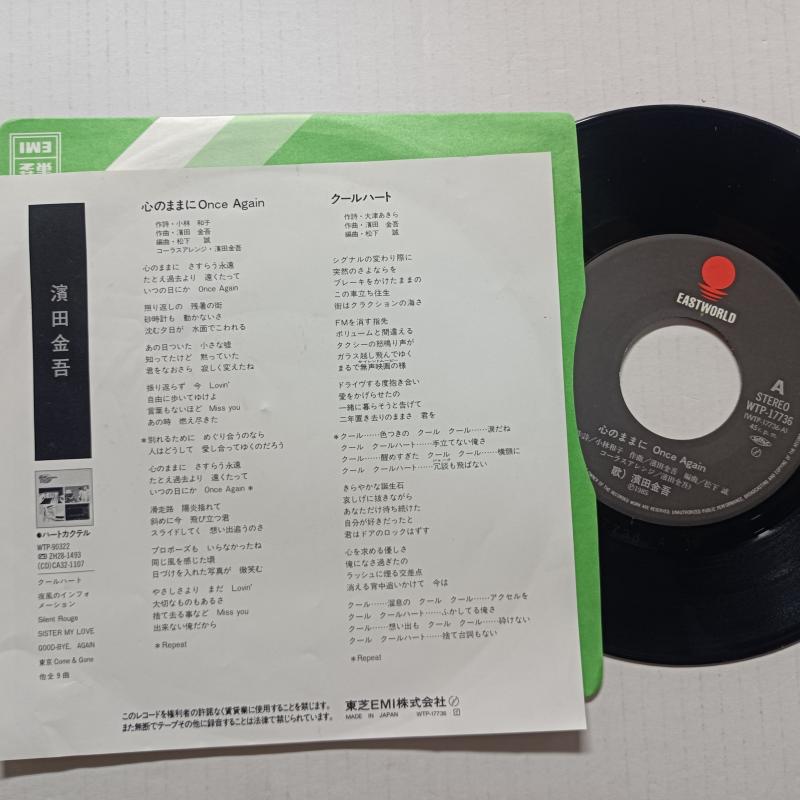 EMI
濱田金吾
●ハートカクテル
WTP-90322
ZH28-1493
(CD)CA32-1107
クールハート
夜風のインフォ
メーション
Silent Rouge
SISTER MY LOVE
GOOD-BYE, AGAIN
東京 Come & Gone
他全9曲
心のままに Once Again
作詩・小林 和子
作曲・濱田 金吾
編曲・松下 誠
コーラスアレンジ・濱田金吾
心のままに さすらう永遠
たとえ過去より 遠くたって
いつの日にか Once Again
照り返しの 残暑の街
砂時計も 動かないさ
沈む夕日が 水面でこわれる
あの日ついた 小さな嘘
知ってたけど 黙っていた
君をなおさら 寂しく変えたね
振り返らず 今 Lovin'
自由に歩いてゆけよ
言葉もないほど Miss you
あの時 燃え尽きた
*別れるために めぐり合うのなら
人はどうして 愛し合ってゆくのだろう
心のままに さすらう永遠
たとえ過去より 遠くたって
いつの日にか Once Again *
滑走路 陽炎揺れて
斜めに今 飛び立つ君
スライドしてく 想い出追うのさ
プロポーズも いらなかったね
同じ風を感じた頃
日づけを入れた写真が 微笑む
やさしさより まだ Lovin'
大切なものもあるさ
捨て去る事など Miss you
出来ない俺だから
*Repeat
クールハート
作詩・大津あきら
作曲・濱田 金吾
編曲・松下 誠
シグナルの変わり際に
突然のさよならを
ブレーキをかけたままの
この車立ち往生
街はクラクションの海さ
FMを消す指先
ボリュームと間違える
タクシーの怒鳴り声が
ガラス越し飛んでゆく
まるで無声映画の様
ドライヴする度抱き合い
愛をかげらせたの
一緒に暮らそうと告げて
二年置き去りのままさ 君を
*クール……色つきの クール クール……涙だね
クール クールハート……手立てない俺さ
クール……醒めすぎた クール クール……横顔に
クール クールハート……冗談も飛ばない
きらやかな誕生石
哀しげに抜きながら
あなただけ待ち続けた
自分が好きだったと
君はドアのロックはずす
心を求める優しさ
俺になさ過ぎたの
ラッシュに煙る交差点
消える背中追いかけて 今は
クール……溜息の クール クール……アクセルを
クール クールハート……ふかしてる俺さ
クール……想い出も クール クール……砕けない
クール クールハート……捨て台詞もない
*Repeat
このレコードを権利者の許諾なく賃貸業に使用することを禁じます。
また無断でテープその他に録音することは法律で禁じられています。
東芝EMI株式会社
MADE IN JAPAN WTP-17736
EASTWORLD
A
STEREO
WTP-17736
(WTP-17736-A)
45r.p.m.
心のままに Once Again
作詩/小林和子 作曲/濱田金吾 編曲/松下 誠
コーラスアレンジ/濱田金吾
歌)濱田金吾